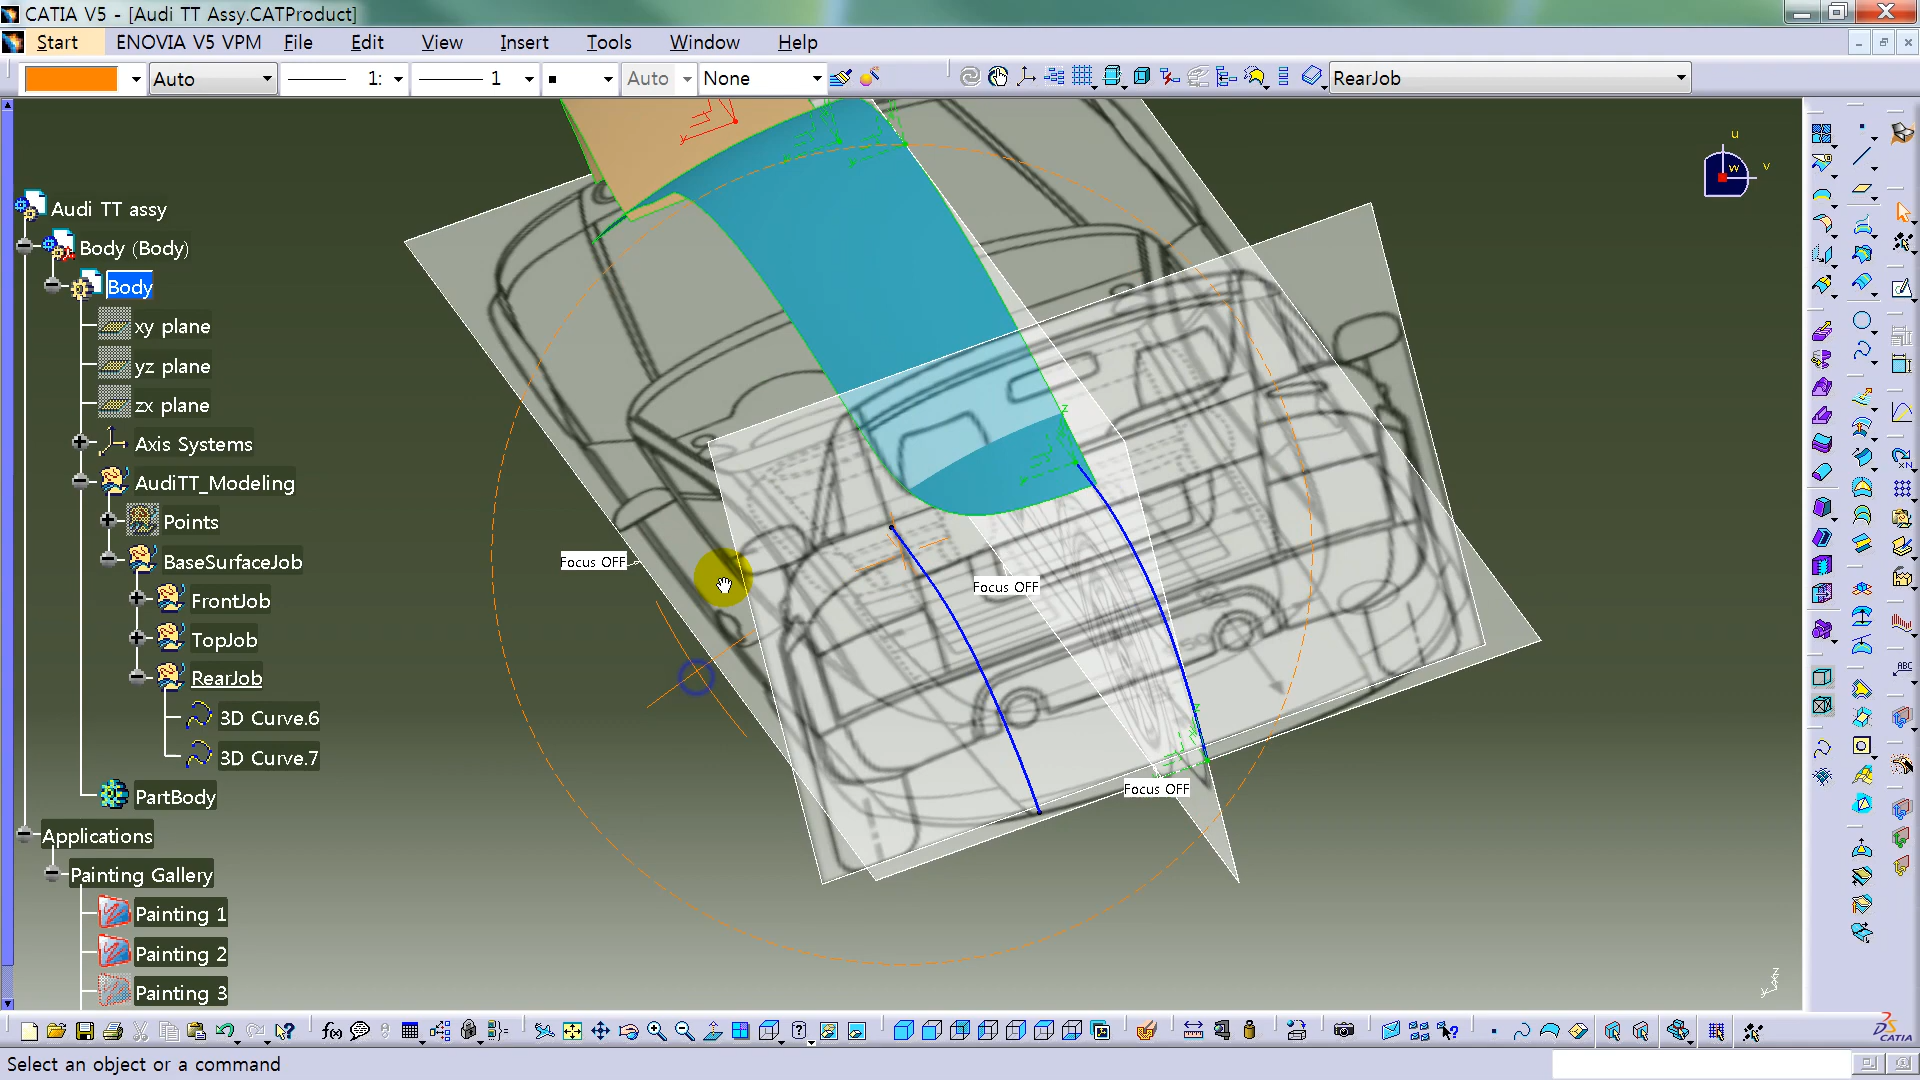 CATIA V5 - [Audi TT Assy.CATProduct]
Start ENOVIA V5 VPM File Edit View Insert Tools Window Help
Auto 1: 1 Auto None RearJob
u
v
w
y
Audi TT assy
Body (Body)
Body
xy plane
yz plane
zx plane
Axis Systems
AudiTT_Modeling
Points
BaseSurfaceJob
FrontJob
TopJob
RearJob
3D Curve.6
3D Curve.7
PartBody
Applications
Painting Gallery
Painting 1
Painting 2
Painting 3
z
Focus OFF
Focus OFF
z
Focus OFF
ABC
f(x)
CATIA
Select an object or a command